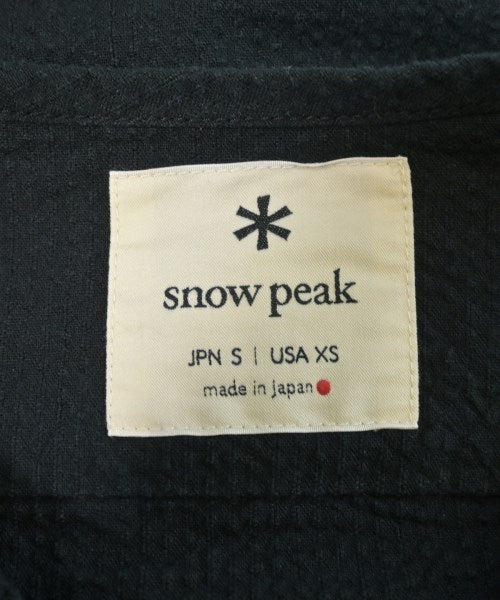 snow peak
JPN S | USA XS
made in japan